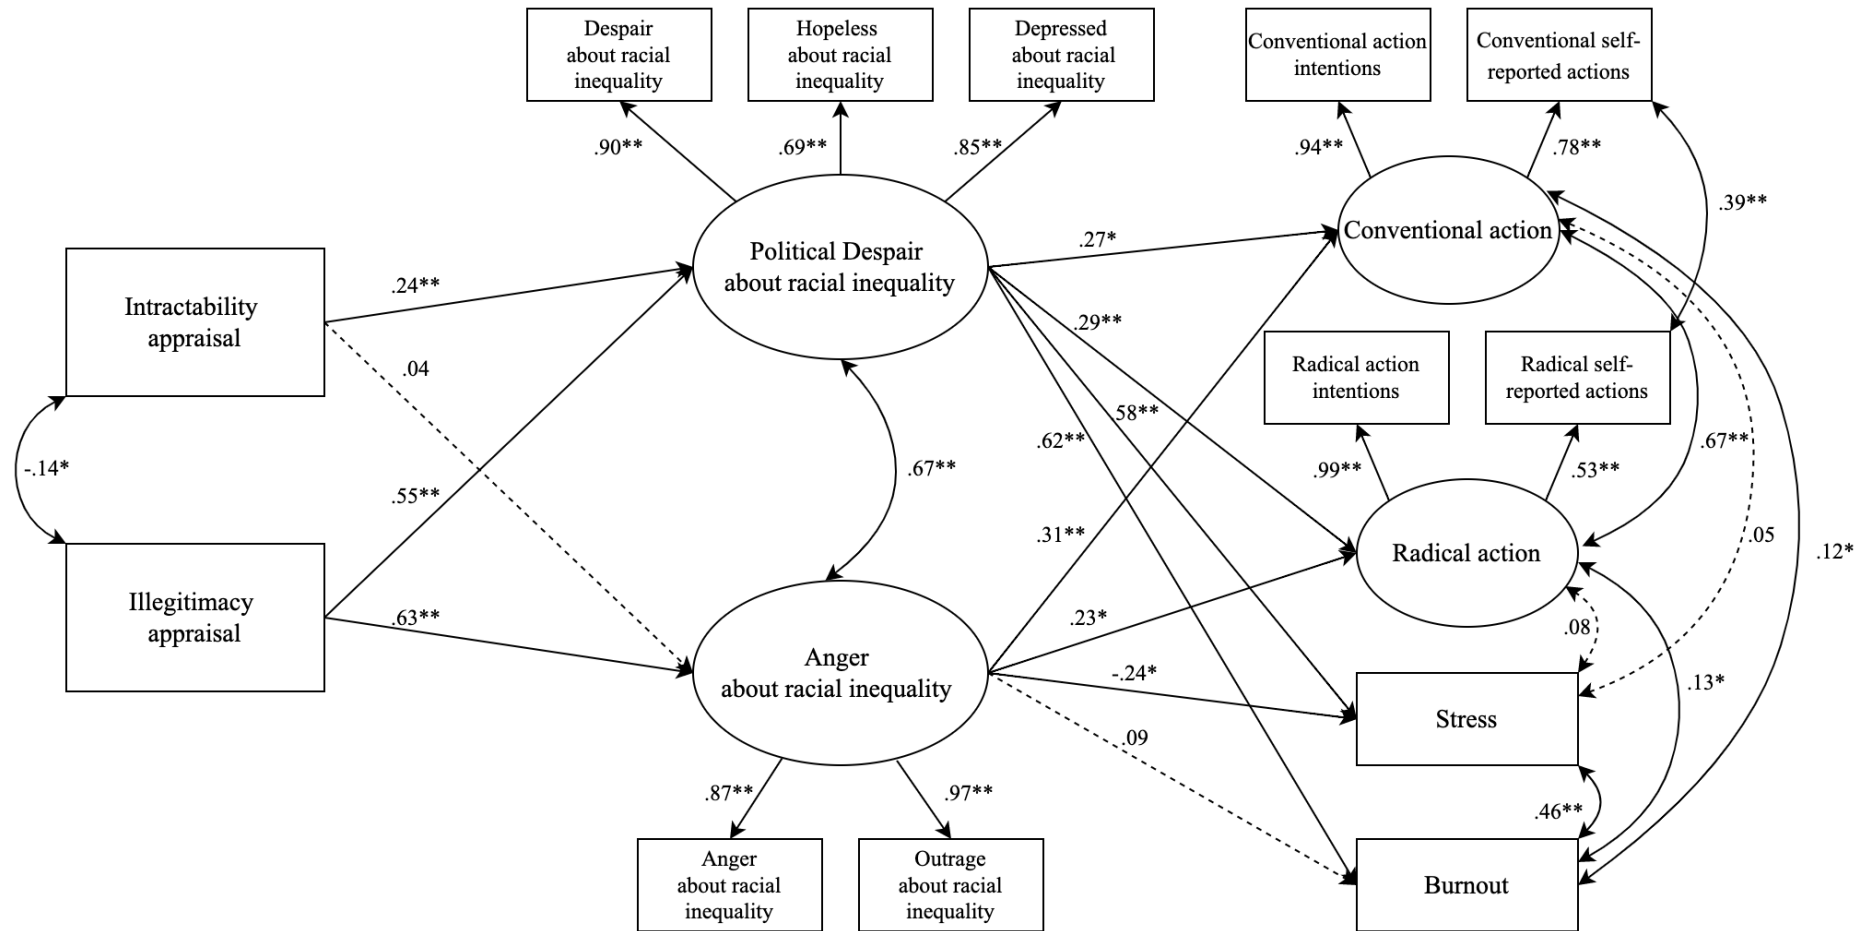 Despair
about racial
inequality
Hopeless
about racial
inequality
Depressed
about racial
inequality
Conventional action
intentions
Conventional self-
reported actions
.90**
.69**
.85**
.94**
.78**
.39**
Political Despair
about racial inequality
Conventional action
Intractability
appraisal
.24**
.04
.27*
.29**
.58**
.62**
Radical action
intentions
Radical self-
reported actions
-.14*
.55**
.67**
.99**
.53**
.67**
.05
.12*
.31**
Radical action
Illegitimacy
appraisal
.63**
Anger
about racial inequality
.23*
-.24*
.09
.08
.13*
Stress
.87**
.97**
.46**
Anger
about racial
inequality
Outrage
about racial
inequality
Burnout